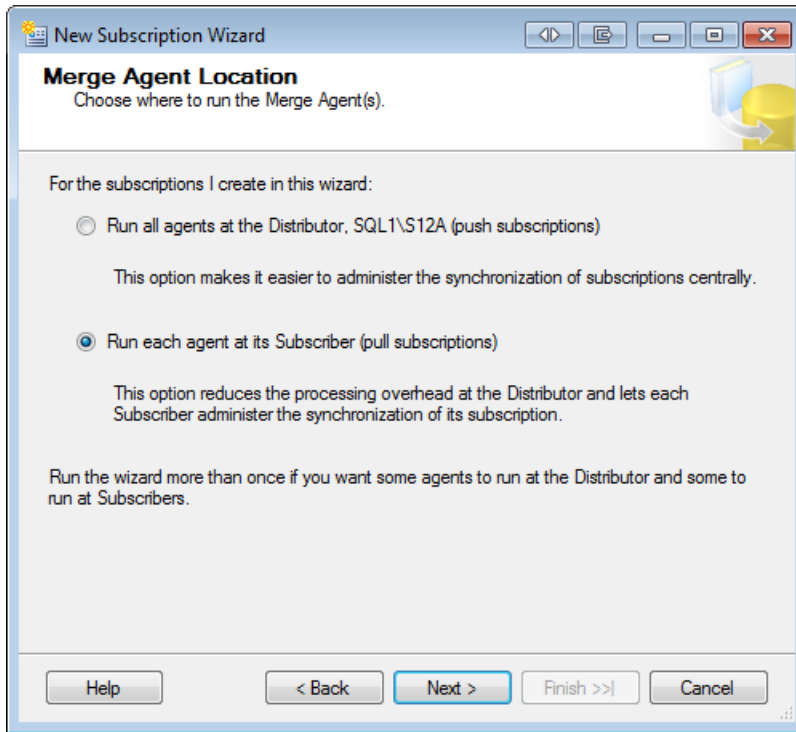 New Subscription Wizard
Merge Agent Location
Choose where to run the Merge Agent(s).
For the subscriptions I create in this wizard:
Run all agents at the Distributor, SQL1\S12A (push subscriptions)
This option makes it easier to administer the synchronization of subscriptions centrally.
Run each agent at its Subscriber (pull subscriptions)
This option reduces the processing overhead at the Distributor and lets each
Subscriber administer the synchronization of its subscription.
Run the wizard more than once if you want some agents to run at the Distributor and some to
run at Subscribers.
Help
< Back
Next >
Finish >>|
Cancel